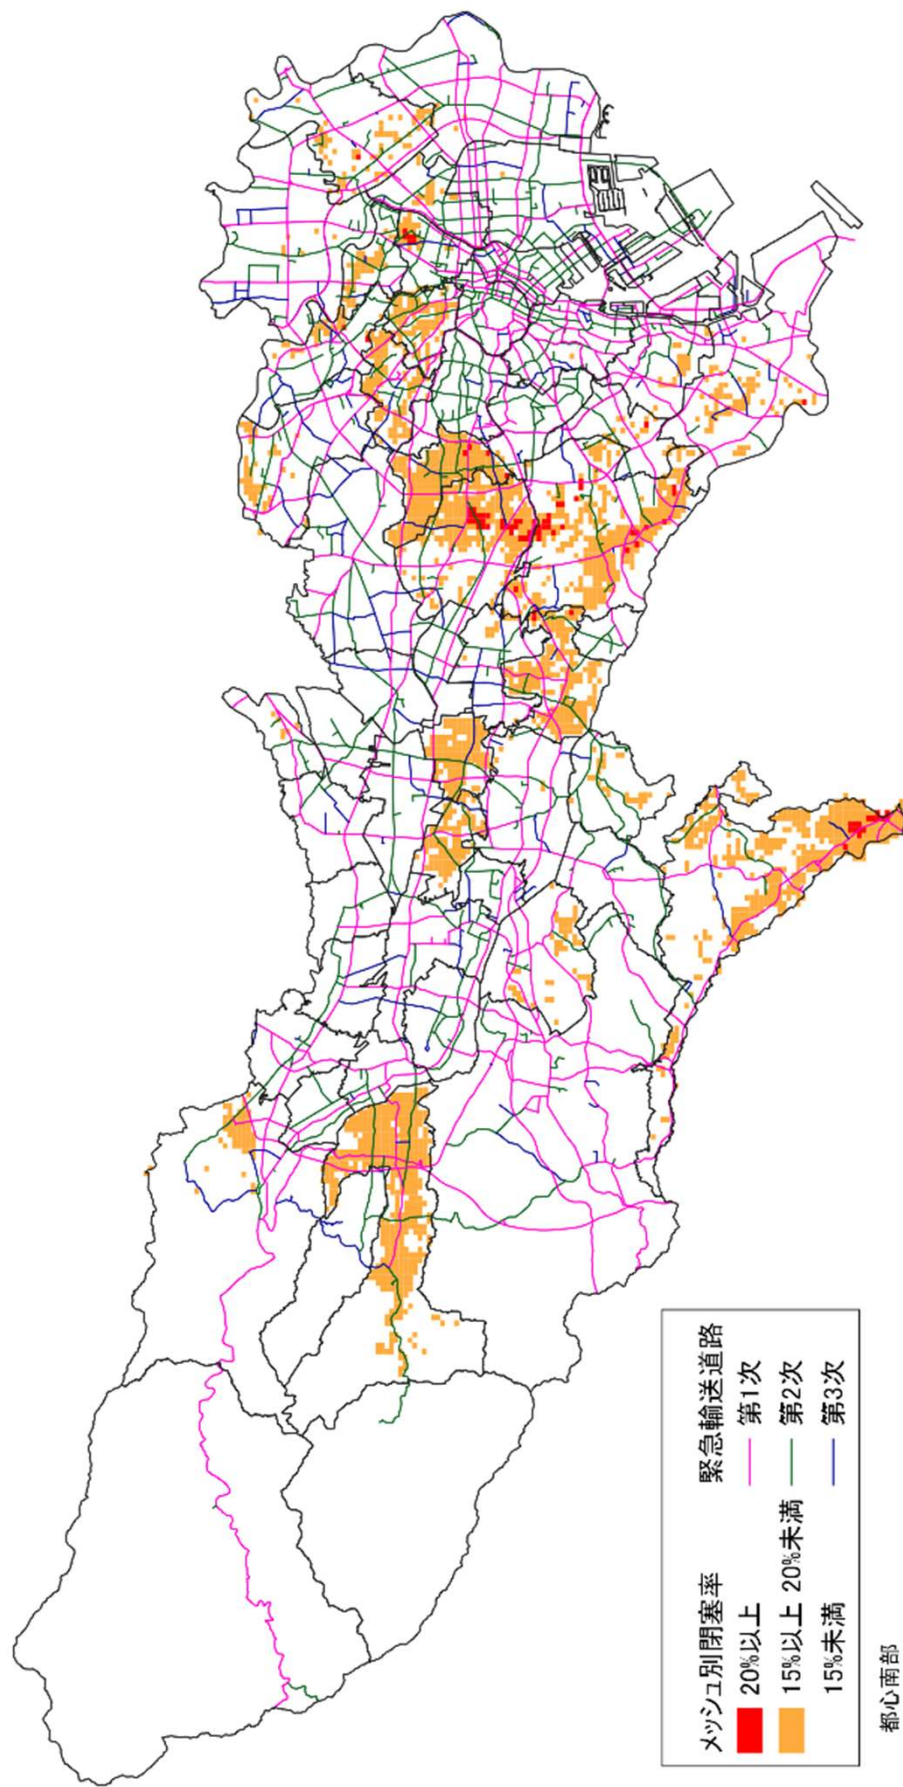 メッシュ別閉塞率
20%以上
15%以上 20%未満
15%未満
緊急輸送道路
第1次
第2次
第3次
都心南部